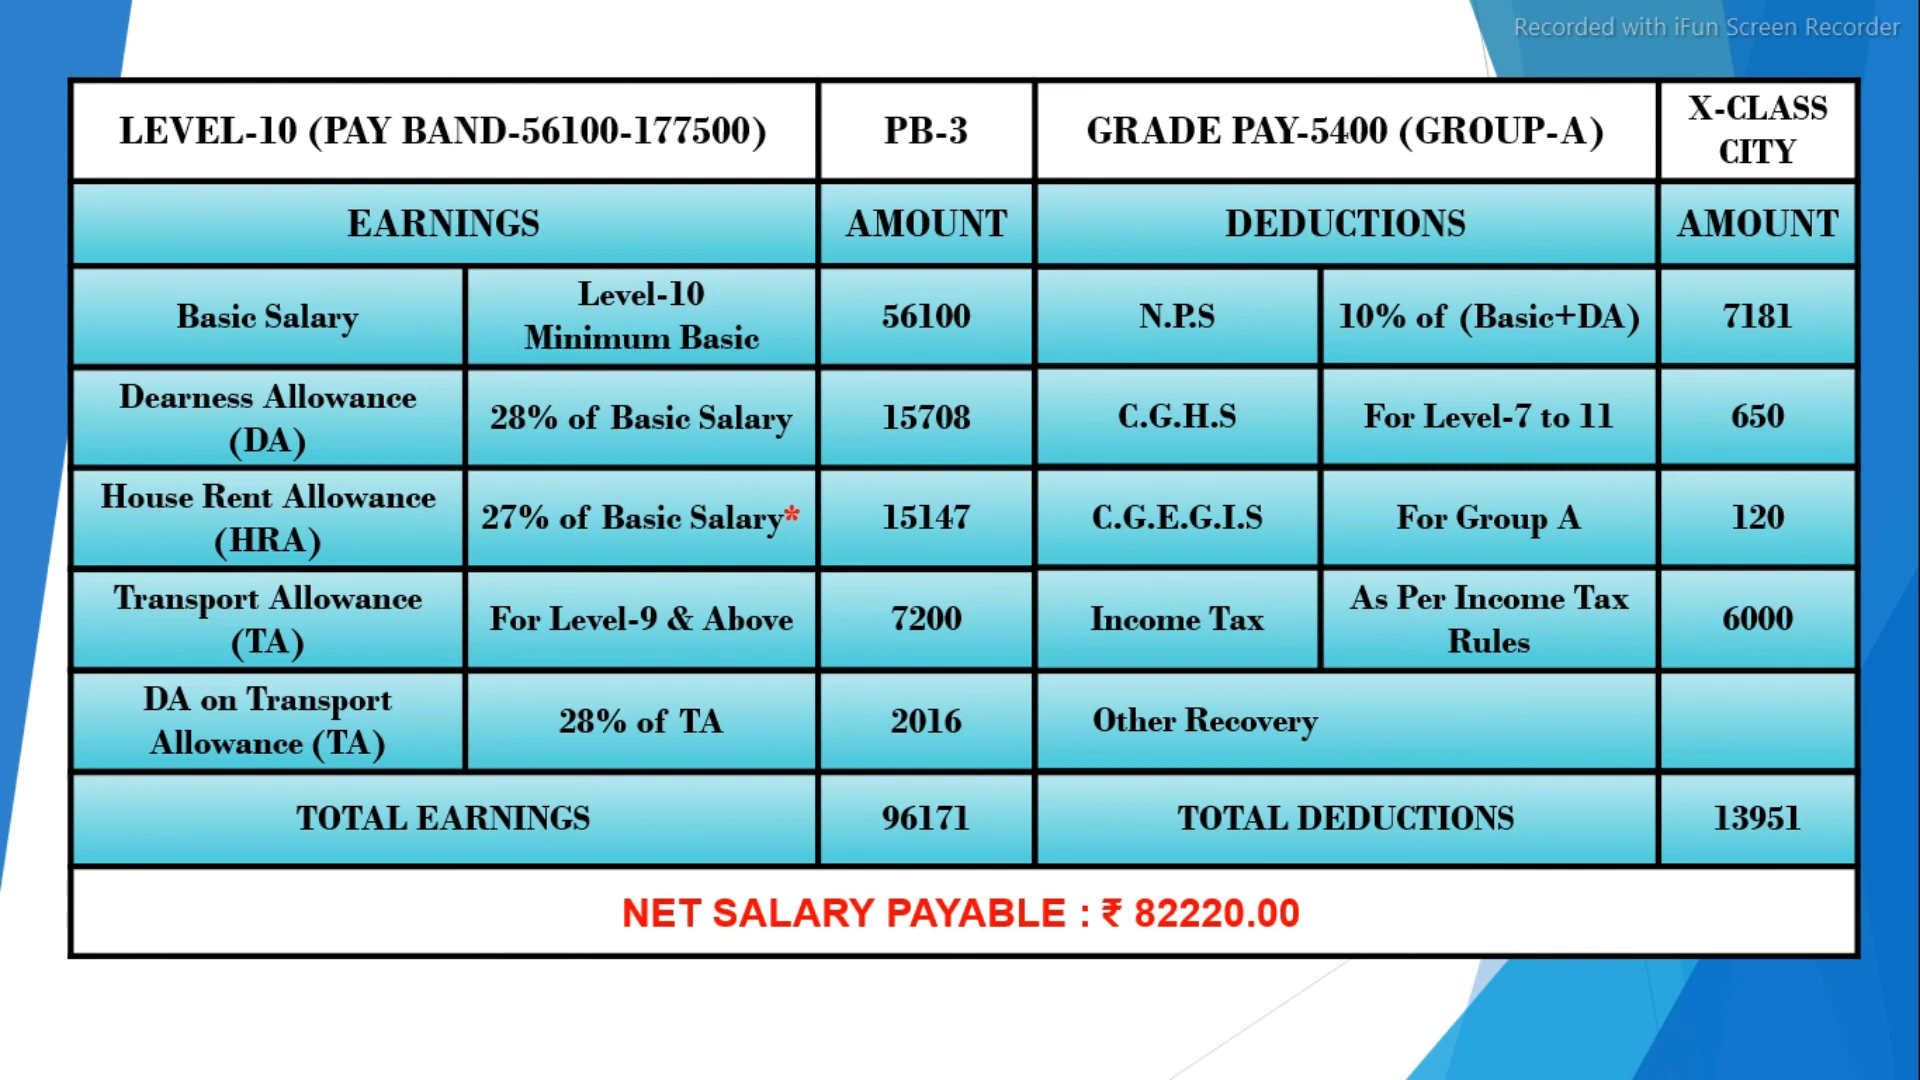 Recorded with iFun Screen Recorder
LEVEL-10 (PAY BAND-56100-177500)
PB-3
GRADE PAY-5400 (GROUP-A)
X-CLASS
CITY
EARNINGS
AMOUNT
DEDUCTIONS
AMOUNT
Basic Salary
Level-10
Minimum Basic
56100
N.P.S
10% of (Basic+DA)
7181
Dearness Allowance
(DA)
28% of Basic Salary
15708
C.G.H.S
For Level-7 to 11
650
House Rent Allowance
(HRA)
27% of Basic Salary*
15147
C.G.E.G.I.S
For Group A
120
Transport Allowance
(TA)
For Level-9 & Above
7200
Income Tax
As Per Income Tax
Rules
6000
DA on Transport
Allowance (TA)
28% of TA
2016
Other Recovery
TOTAL EARNINGS
96171
TOTAL DEDUCTIONS
13951
NET SALARY PAYABLE : ₹ 82220.00